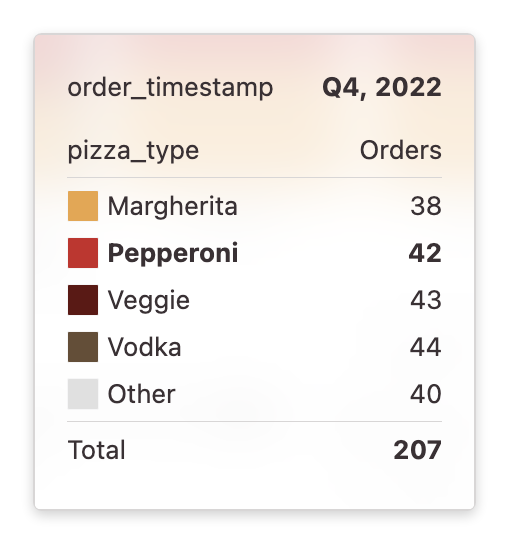 order_timestamp Q4, 2022
pizza_type Orders
Margherita 38
Pepperoni 42
Veggie 43
Vodka 44
Other 40
Total 207